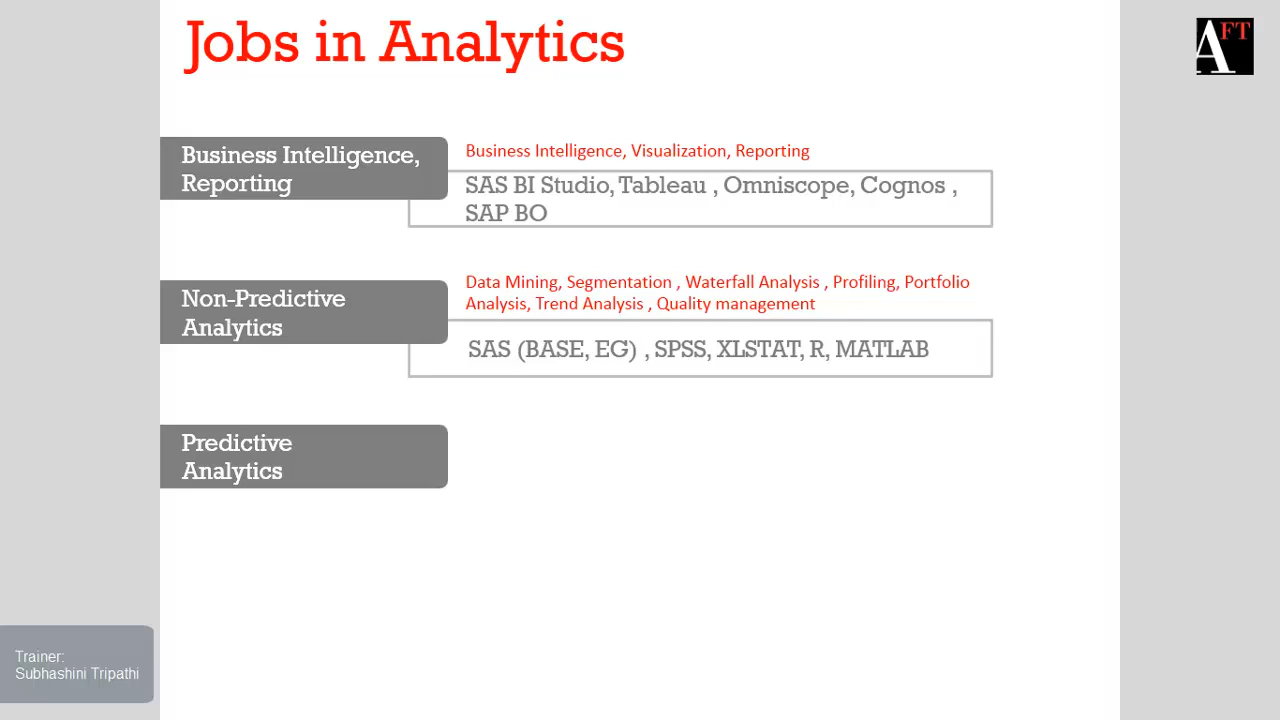 Jobs in Analytics
A FT
Business Intelligence,
Reporting
Business Intelligence, Visualization, Reporting
SAS BI Studio, Tableau , Omniscope, Cognos ,
SAP BO
Non-Predictive
Analytics
Data Mining, Segmentation , Waterfall Analysis , Profiling, Portfolio
Analysis, Trend Analysis , Quality management
SAS (BASE, EG) , SPSS, XLSTAT, R, MATLAB
Predictive
Analytics
Trainer:
Subhashini Tripathi